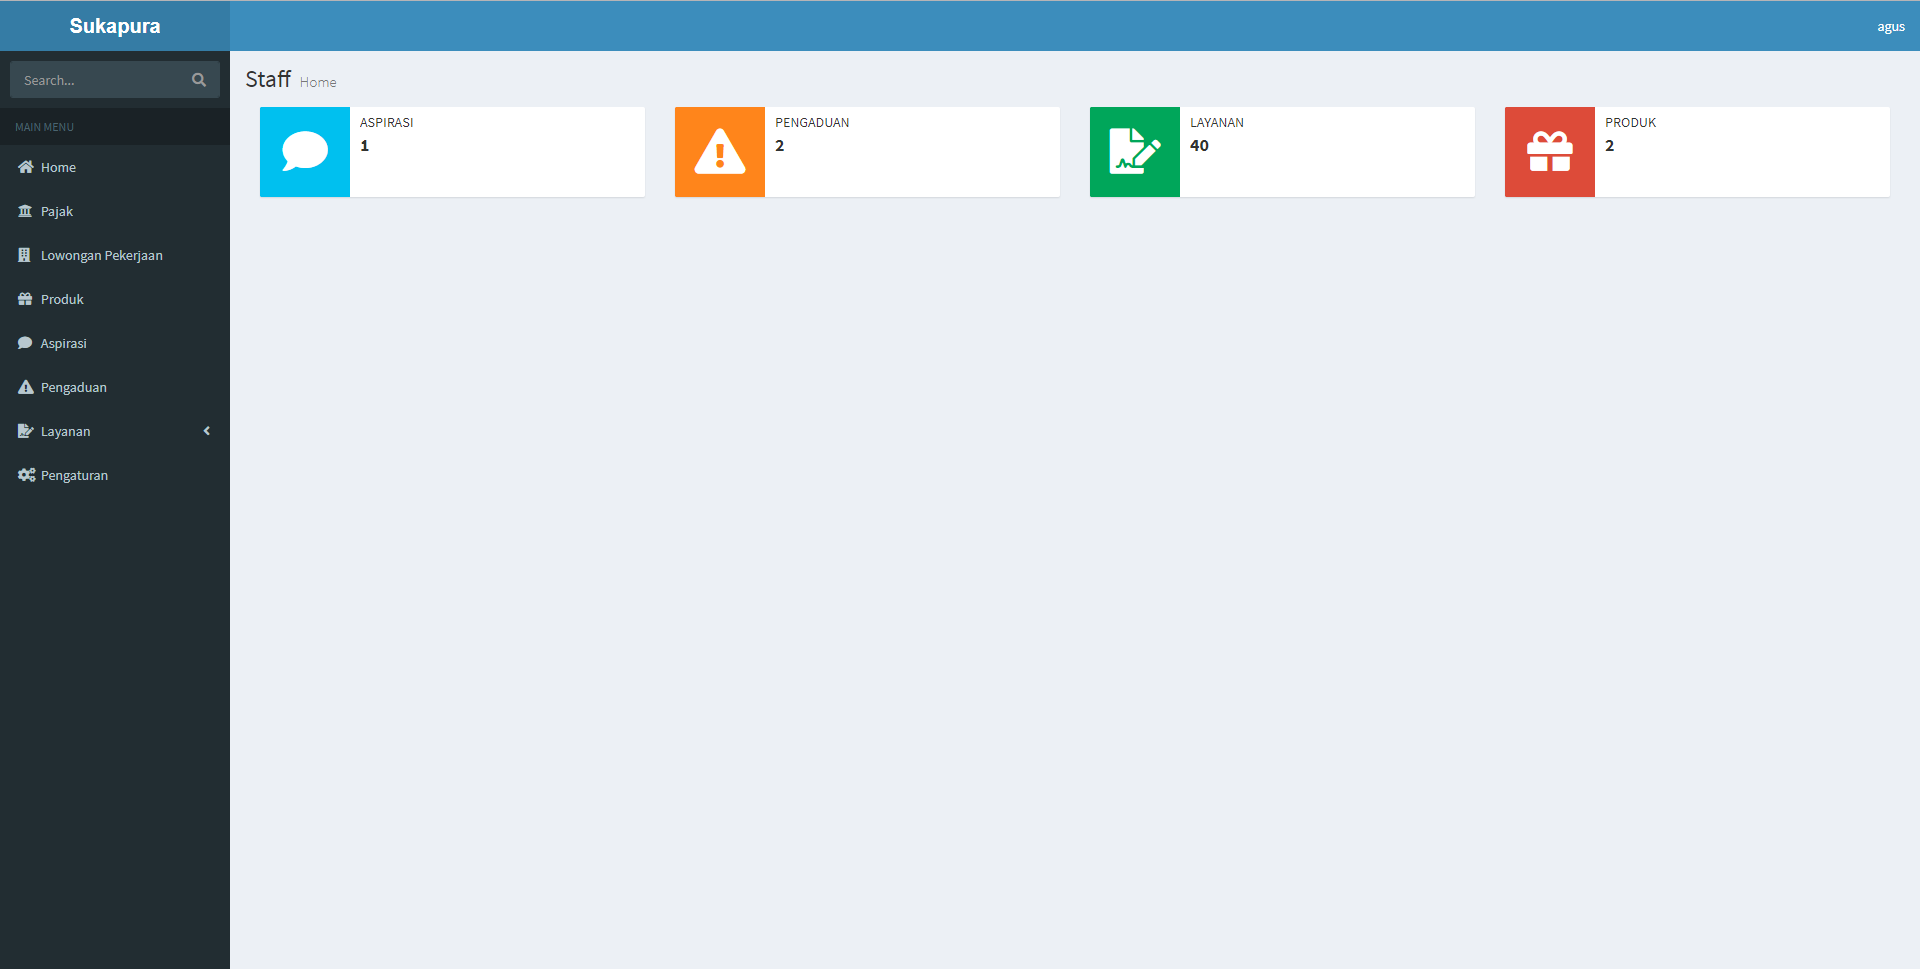 Sukapura
agus
Search...
MAIN MENU
Home
Pajak
Lowongan Pekerjaan
Produk
Aspirasi
Pengaduan
Layanan
Pengaturan
Staff Home
ASPIRASI
1
PENGADUAN
2
LAYANAN
40
PRODUK
2